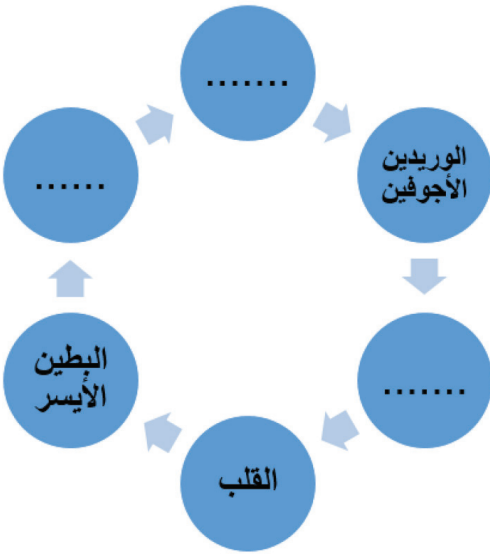 .......
الوريدين
الأجوفين
.......
القلب
البطين
الأيسر
......